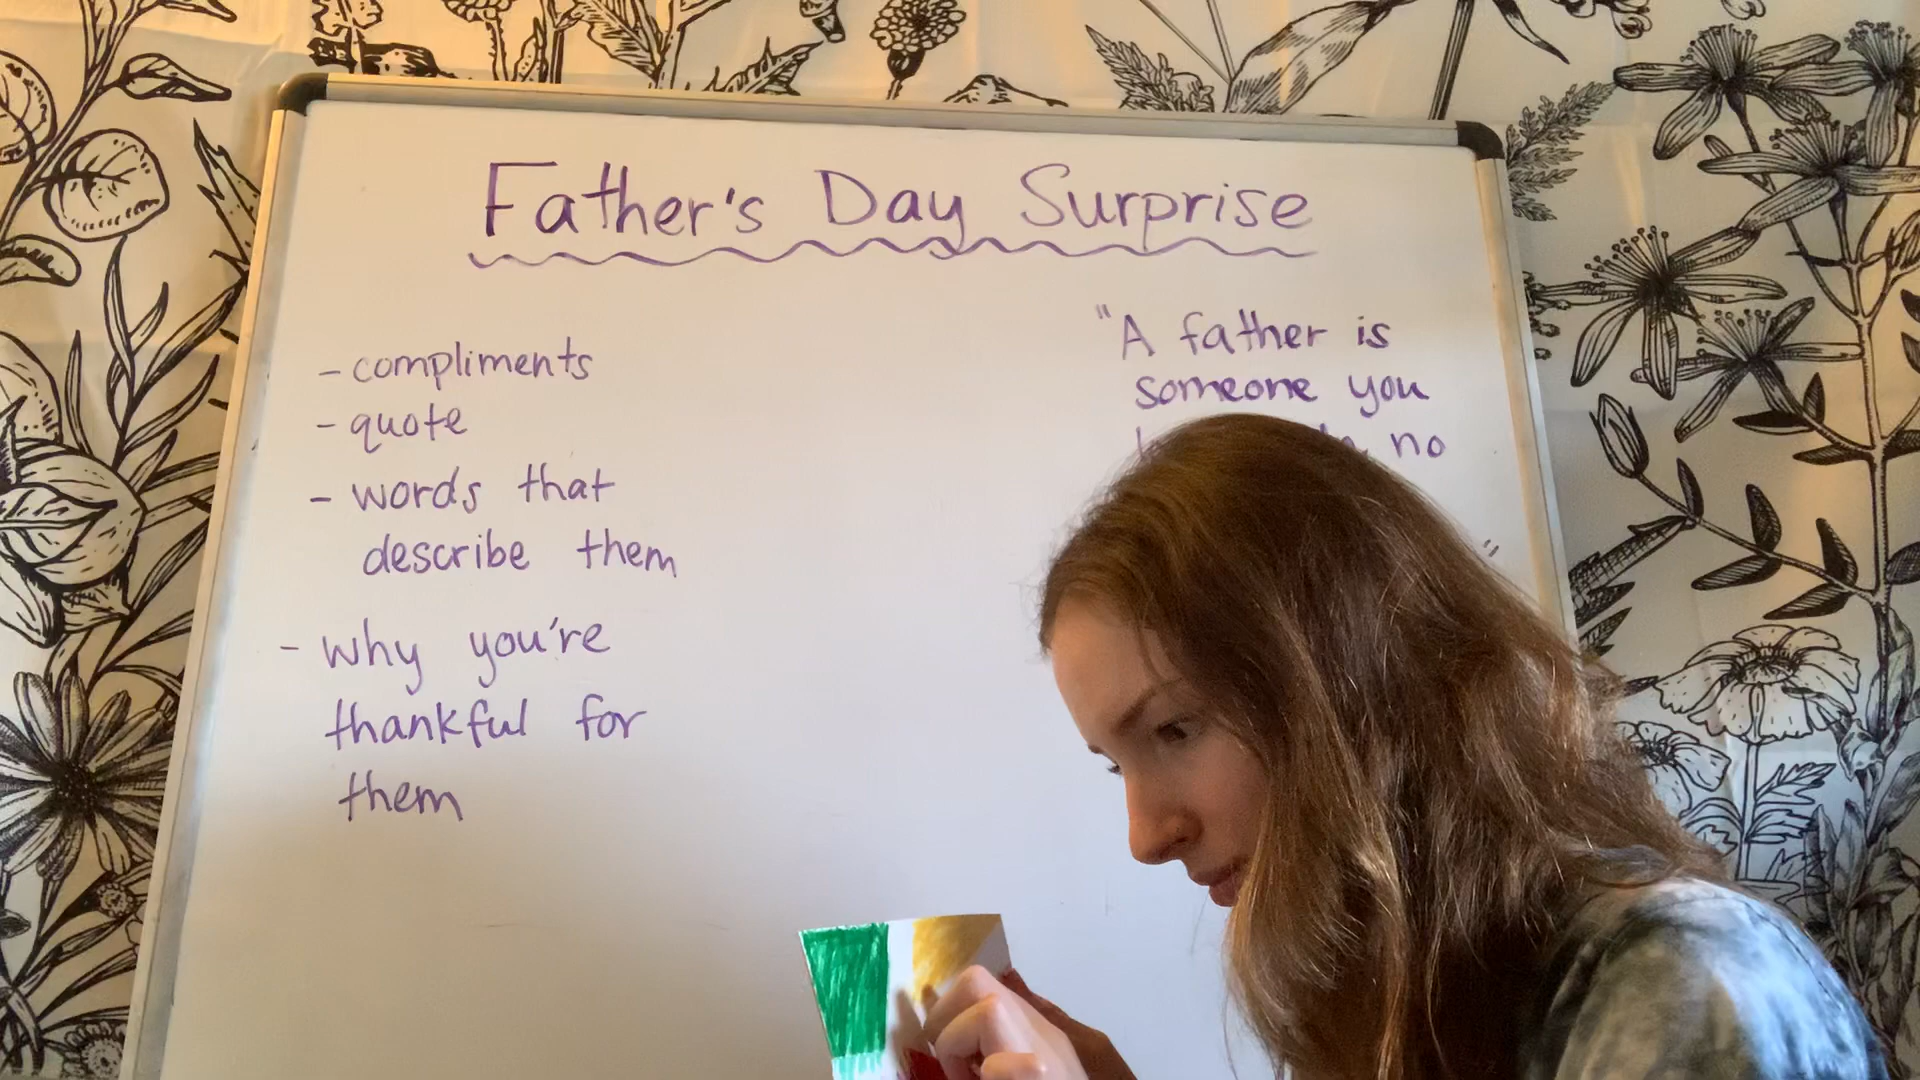 Father's Day Surprise
- compliments
- quote
- words that
describe them
- why you're
thankful for
them
"A father is
someone you
no
"